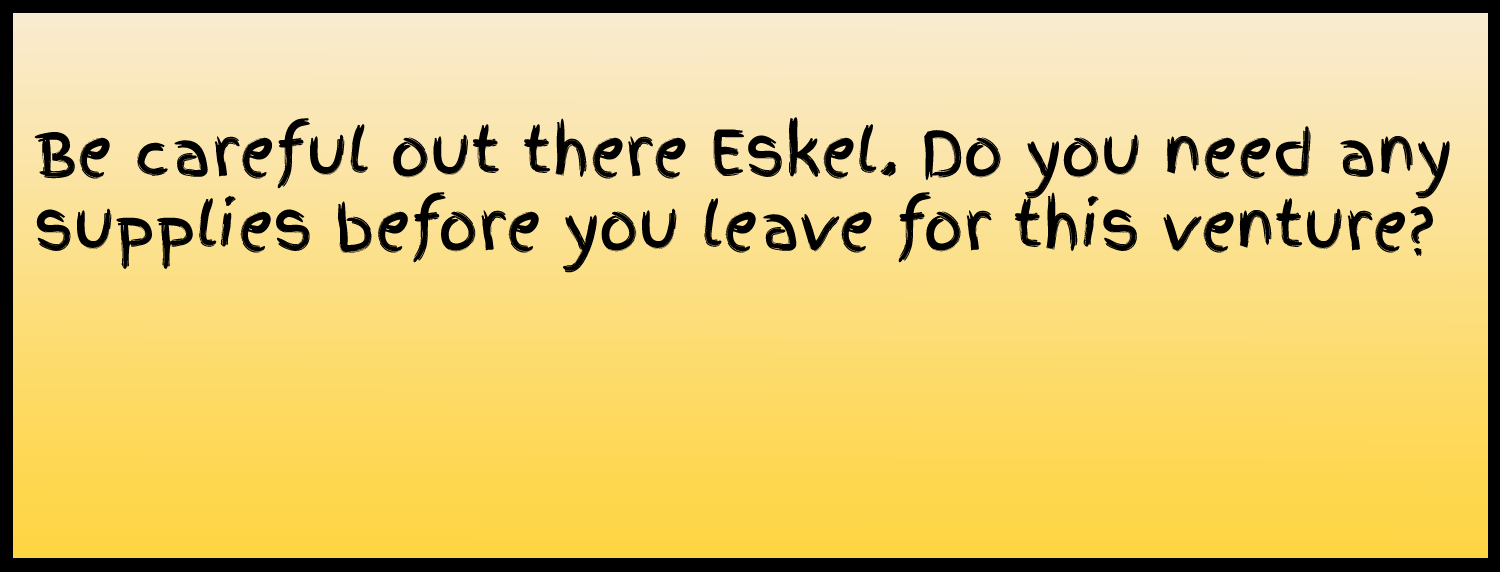 Be careful out there Eskel. Do you need any
supplies before you leave for this venture?